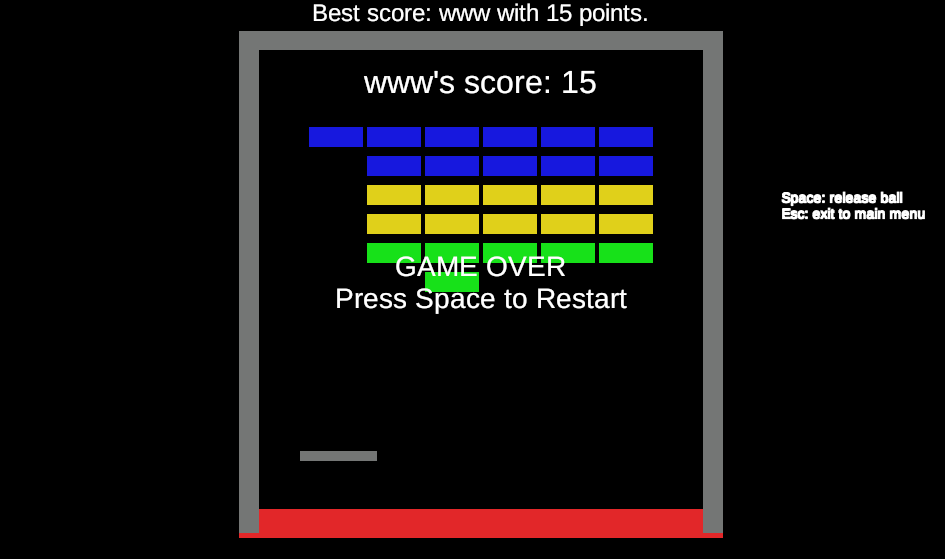 Best score: www with 15 points.
www's score: 15
Space: release ball
Esc: exit to main menu
GAME OVER
Press Space to Restart